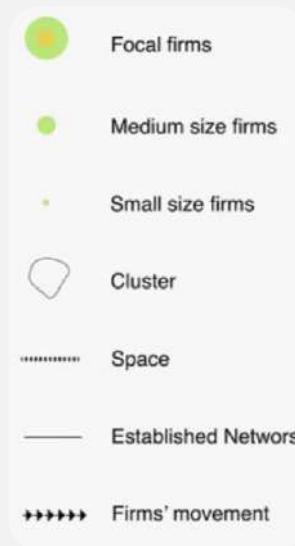 Focal firms
Medium size firms
Small size firms
Cluster
Space
Established Networs
Firms' movement